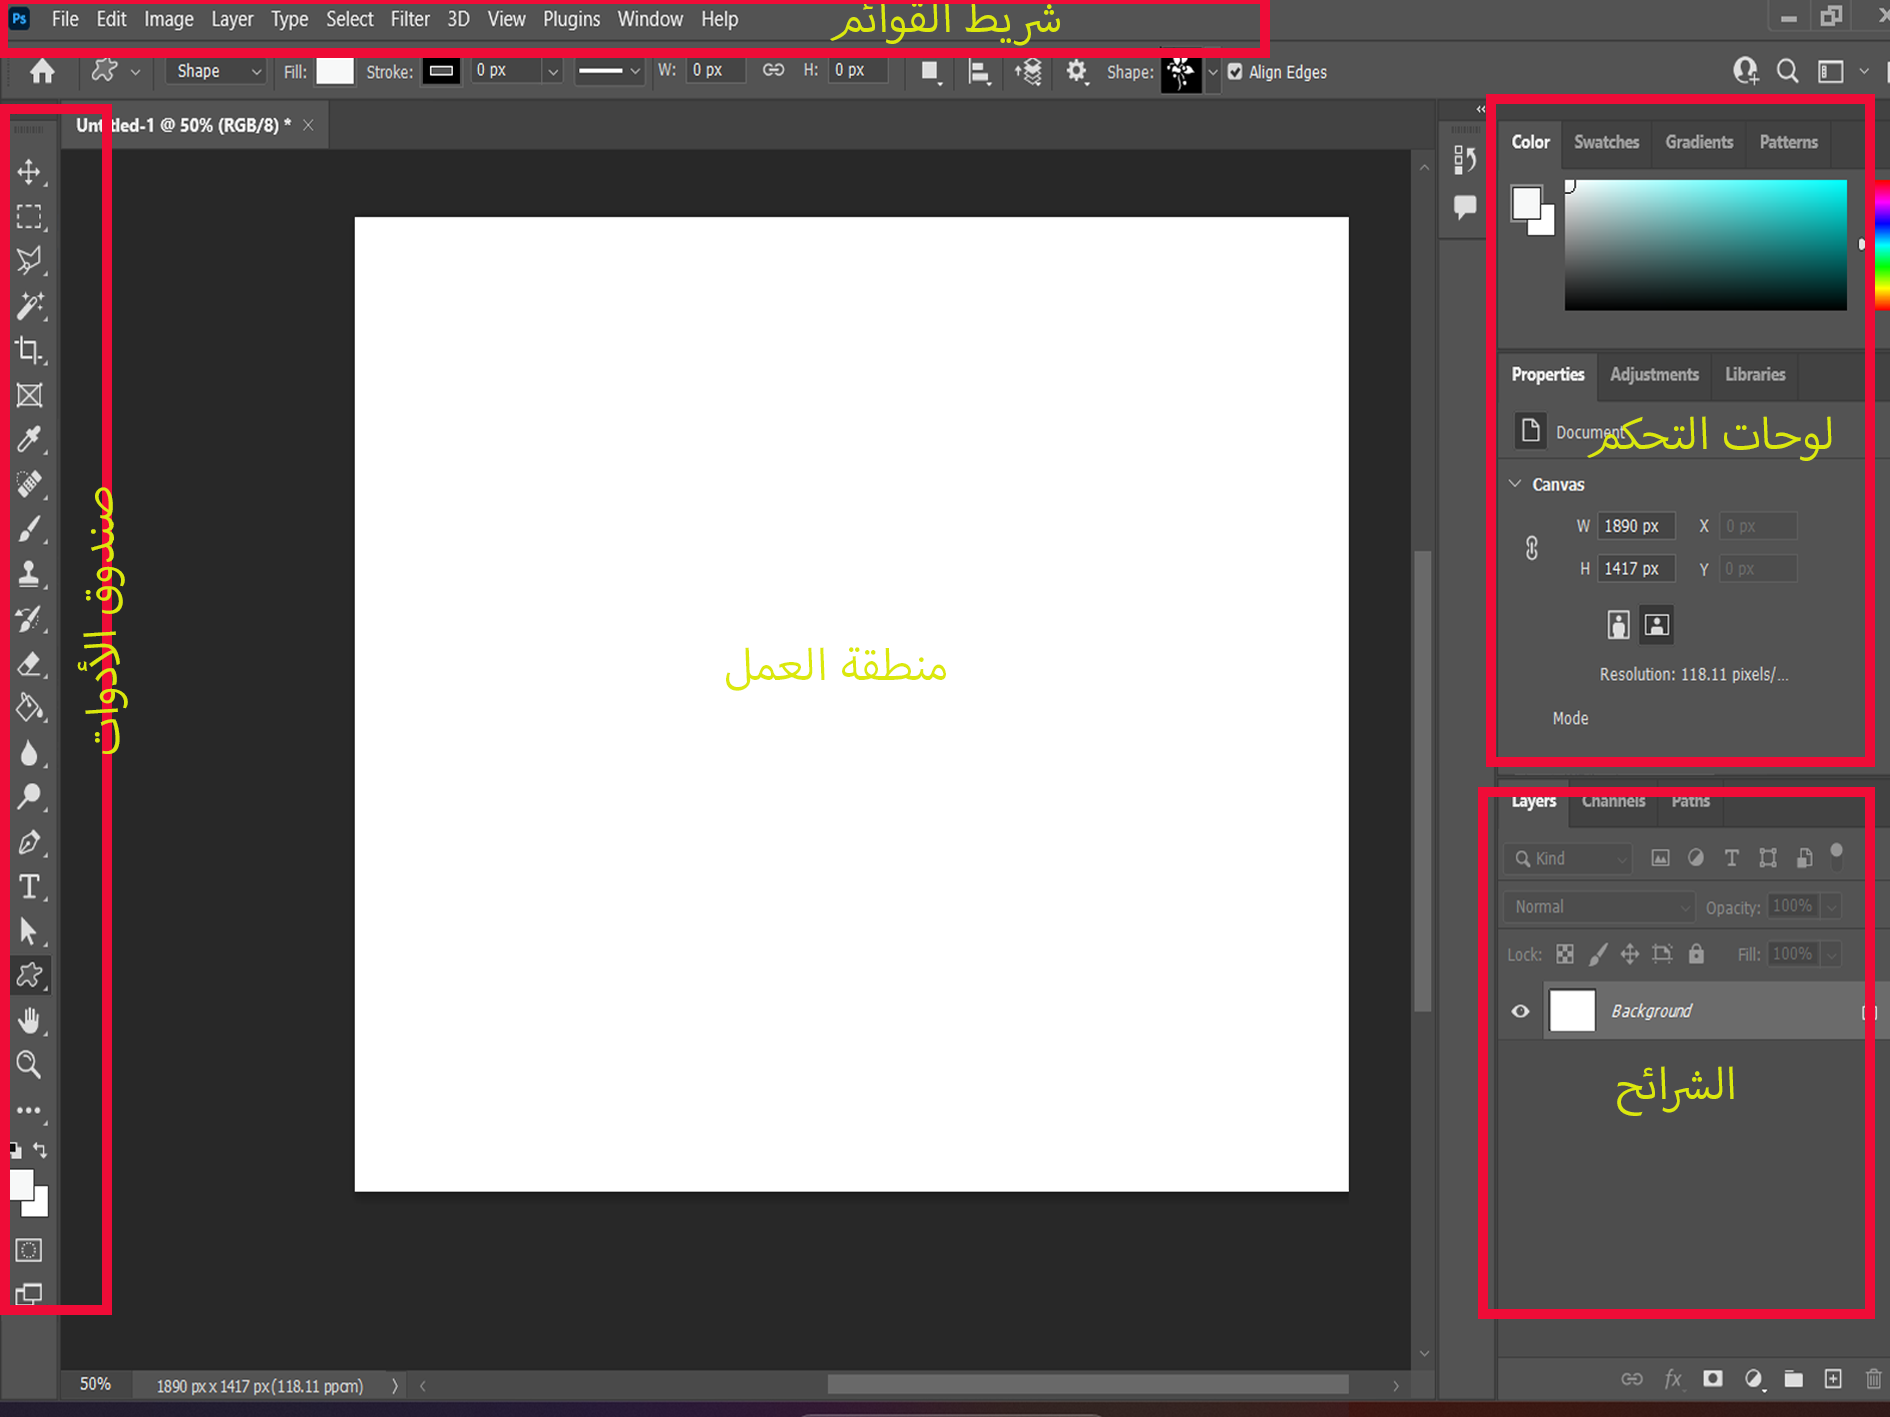 Ps File Edit Image Layer Type Select Filter 3D View Plugins Window Help
شريط القوائم
Shape Fill: Stroke: 0 px W: 0 px H: 0 px Shape: Align Edges
Untitled-1 @ 50% (RGB/8) * ×
Color Swatches Gradients Patterns
Properties Adjustments Libraries
Document
لوحات التحكم
Canvas
W 1890 px X 0 px
H 1417 px Y 0 px
Resolution: 118.11 pixels/...
Mode
صندوق الأدوات
منطقة العمل
Layers Channels Paths
Kind
Normal Opacity: 100%
Lock: Fill: 100%
Background
الشرائح
50% 1890 px x 1417 px (118.11 ppcm)
fx